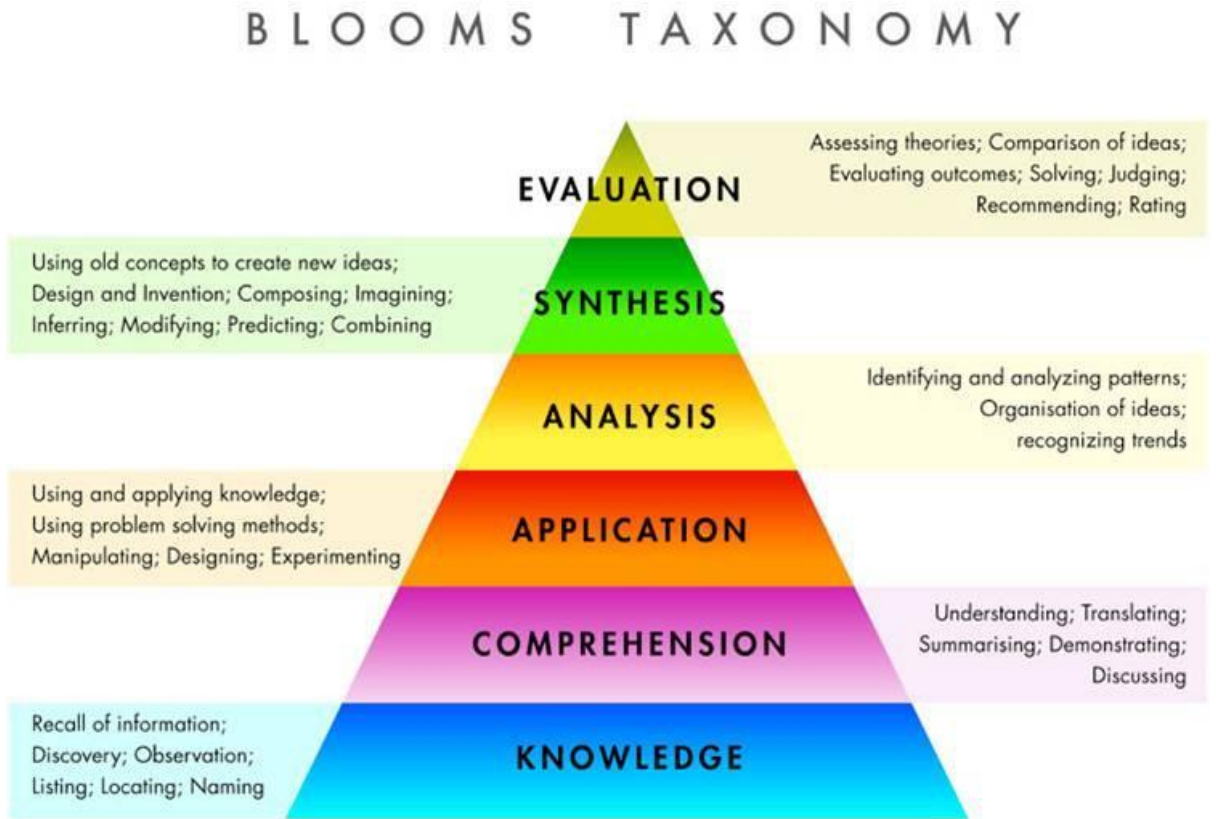 BLOOMS TAXONOMY
EVALUATION
Assessing theories; Comparison of ideas;
Evaluating outcomes; Solving; Judging;
Recommending; Rating
Using old concepts to create new ideas;
Design and Invention; Composing; Imagining;
Inferring; Modifying; Predicting; Combining
SYNTHESIS
ANALYSIS
Identifying and analyzing patterns;
Organisation of ideas;
recognizing trends
Using and applying knowledge;
Using problem solving methods;
Manipulating; Designing; Experimenting
APPLICATION
COMPREHENSION
Understanding; Translating;
Summarising; Demonstrating;
Discussing
Recall of information;
Discovery; Observation;
Listing; Locating; Naming
KNOWLEDGE